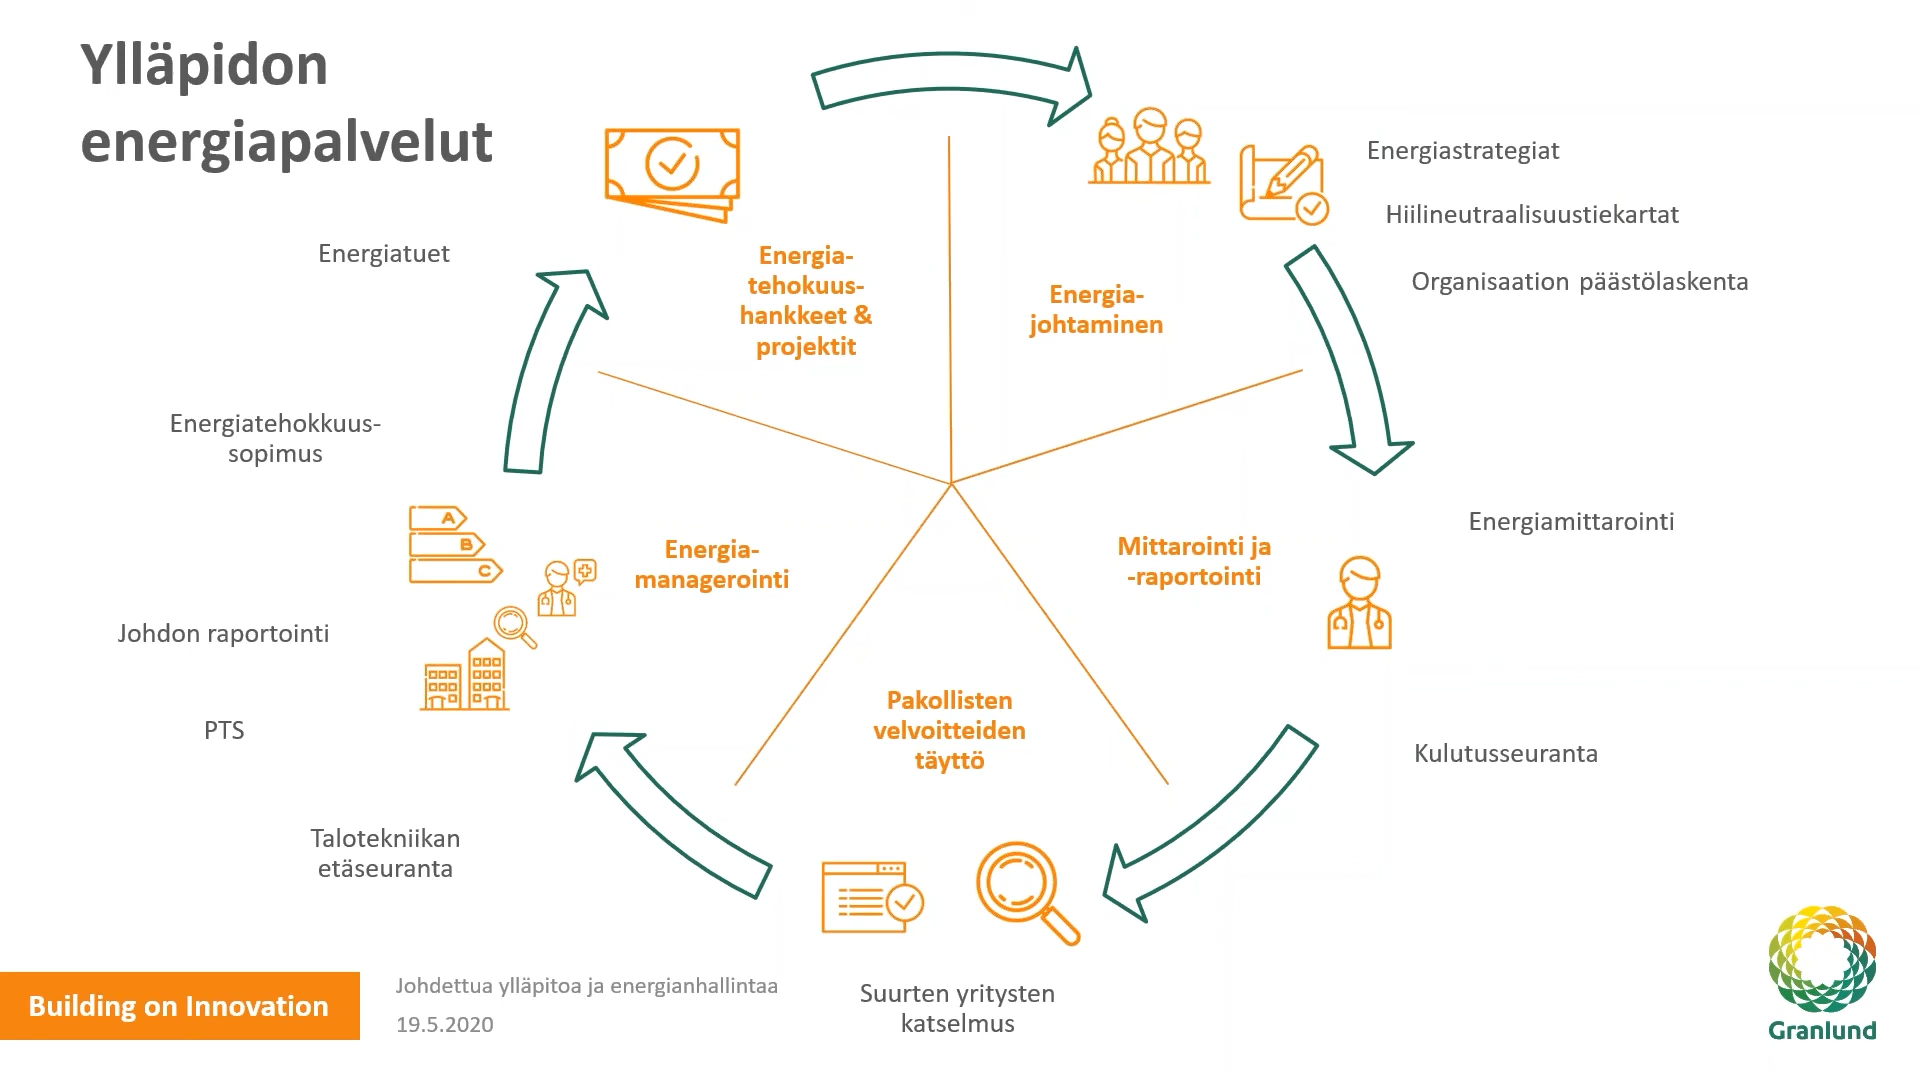 Ylläpidon
energiapalvelut
Energiastrategiat
Hiilineutraalisuustiekartat
Organisaation päästölaskenta
Energiatuet
Energia-
tehokuus-
hankkeet &
projektit
Energia-
johtaminen
Energiatehokkuus-
sopimus
A
B
C
Energia-
managerointi
Mittarointi ja
-raportointi
Energiamittarointi
Johdon raportointi
PTS
Pakollisten
velvoitteiden
täyttö
Kulutusseuranta
Talotekniikan
etäseuranta
Suurten yritysten
katselmus
Building on Innovation
Johdettua ylläpitoa ja energianhallintaa
19.5.2020
Granlund